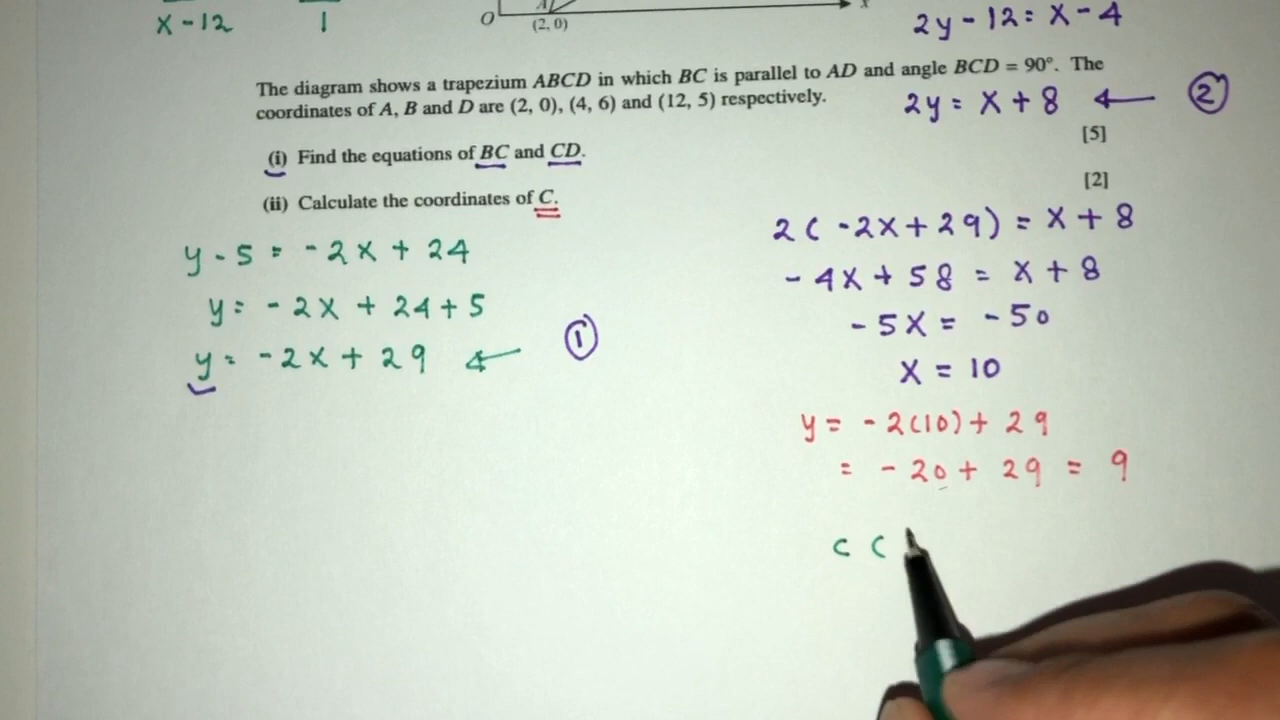 x - 12
1
O
A
(2, 0)
x
2y - 12 = x - 4
The diagram shows a trapezium ABCD in which BC is parallel to AD and angle BCD = 90°. The
coordinates of A, B and D are (2, 0), (4, 6) and (12, 5) respectively.
2y = x + 8 ← ②
(i) Find the equations of BC and CD. [5]
(ii) Calculate the coordinates of C. [2]
y - 5 = -2x + 24
y = -2x + 24 + 5
y = -2x + 29 ← ①
2(-2x + 29) = x + 8
-4x + 58 = x + 8
-5x = -50
x = 10
y = -2(10) + 29
= -20 + 29 = 9
C (